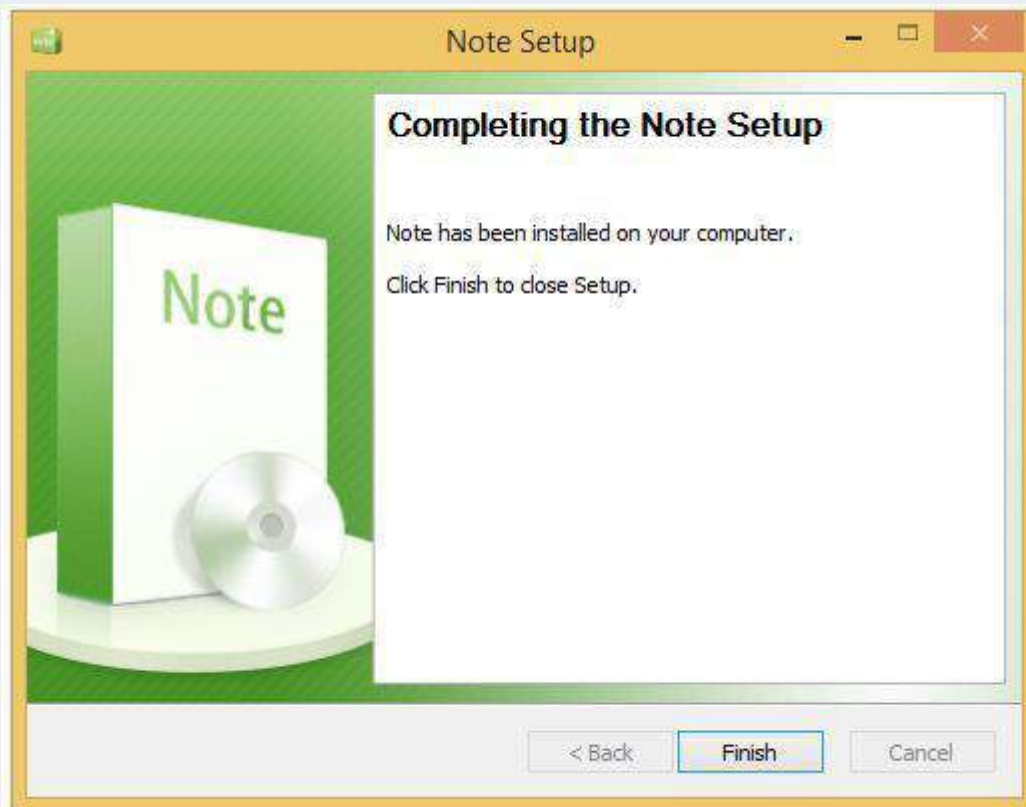 Note Setup
Completing the Note Setup
Note has been installed on your computer.
Click Finish to close Setup.
Note
< Back
Finish
Cancel